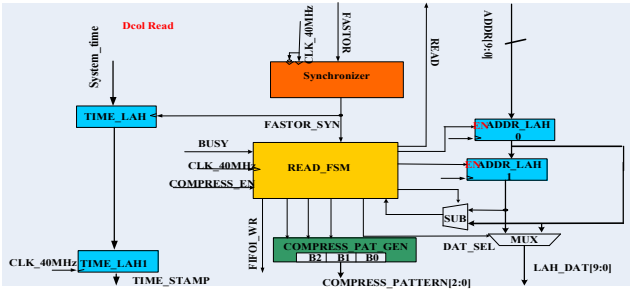 Dcol Read
System_time
CLK_40MHz
FASTOR
READ
ADDR[9:0]
Synchronizer
TIME_LAH
FASTOR_SYN
EN
ADDR_LAH
0
BUSY
CLK_40MHz
COMPRESS_EN
READ_FSM
EN
ADDR_LAH
1
SUB
FIFO1_WR
COMPRESS_PAT_GEN
B2 B1 B0
DAT_SEL
MUX
CLK_40MHz
TIME_LAH1
TIME_STAMP
COMPRESS_PATTERN[2:0]
LAH_DAT[9:0]